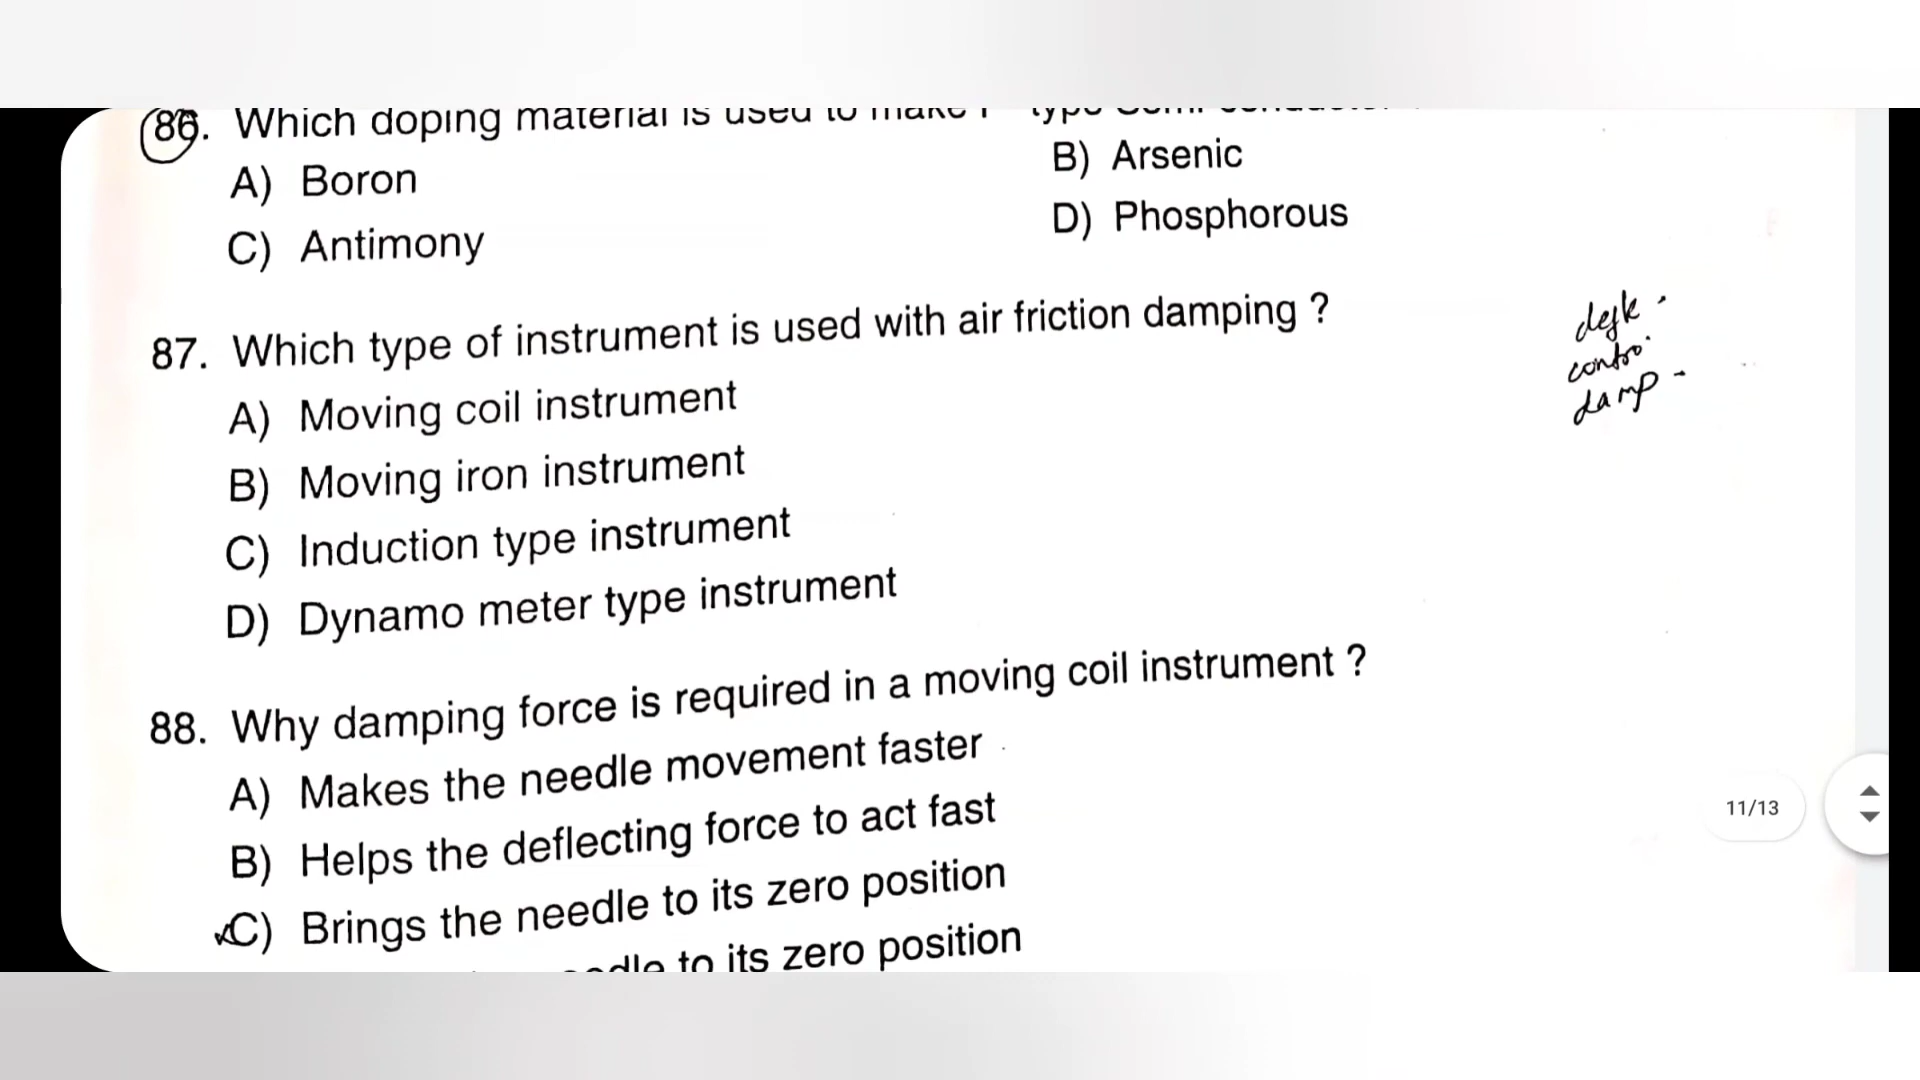 86. Which doping material is used to make
A) Boron
B) Arsenic
C) Antimony
D) Phosphorous
87. Which type of instrument is used with air friction damping ?
A) Moving coil instrument
B) Moving iron instrument
C) Induction type instrument
D) Dynamo meter type instrument
contro.
damp -
88. Why damping force is required in a moving coil instrument ?
A) Makes the needle movement faster
B) Helps the deflecting force to act fast
C) Brings the needle to its zero position
to its zero position
11/13